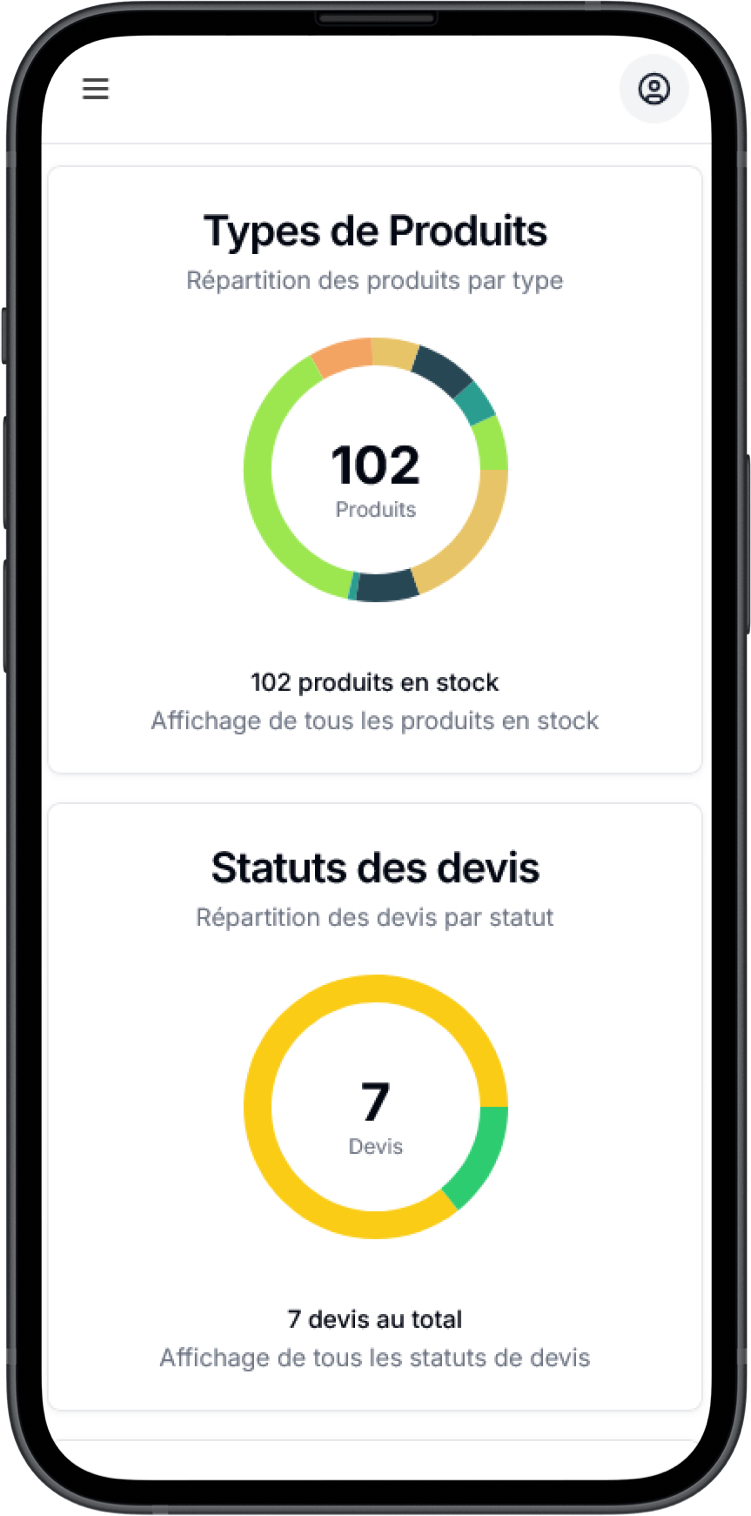 Types de Produits
Répartition des produits par type
102
Produits
102 produits en stock
Affichage de tous les produits en stock
Statuts des devis
Répartition des devis par statut
7
Devis
7 devis au total
Affichage de tous les statuts de devis